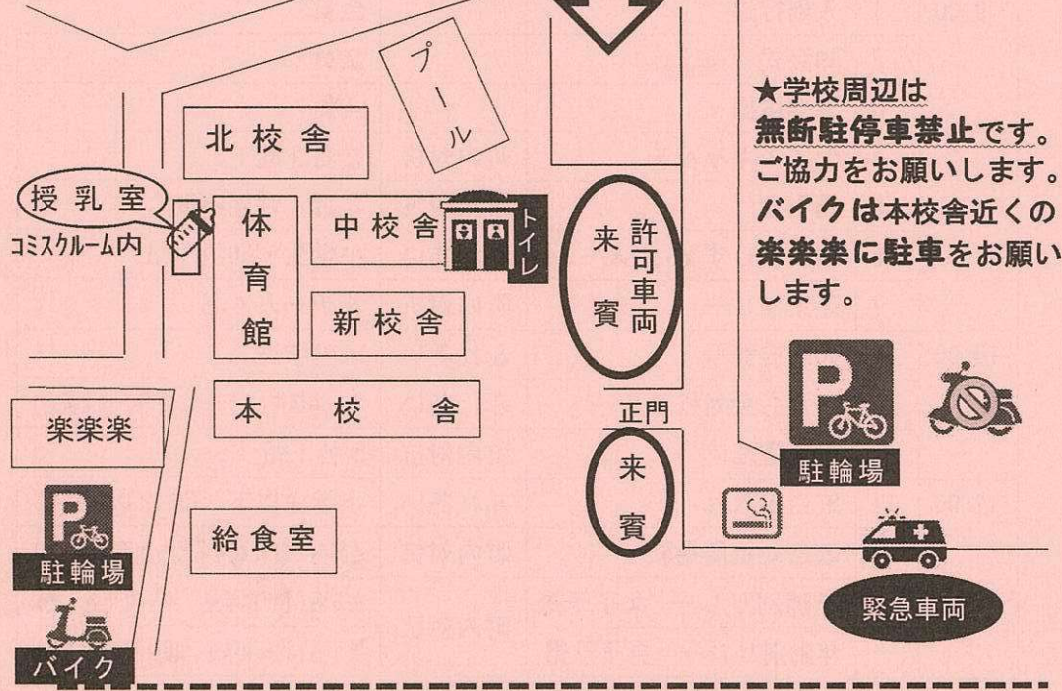 プール
★学校周辺は
無断駐停車禁止です。
ご協力をお願いします。
バイクは本校舎近くの
楽楽楽に駐車をお願い
します。
北校舎
授乳室
コミスクルーム内
体育館
中校舎
トイレ
新校舎
許可車両
来賓
本校舎
正門
楽楽楽
来賓
P
駐輪場
P
駐輪場
給食室
バイク
緊急車両